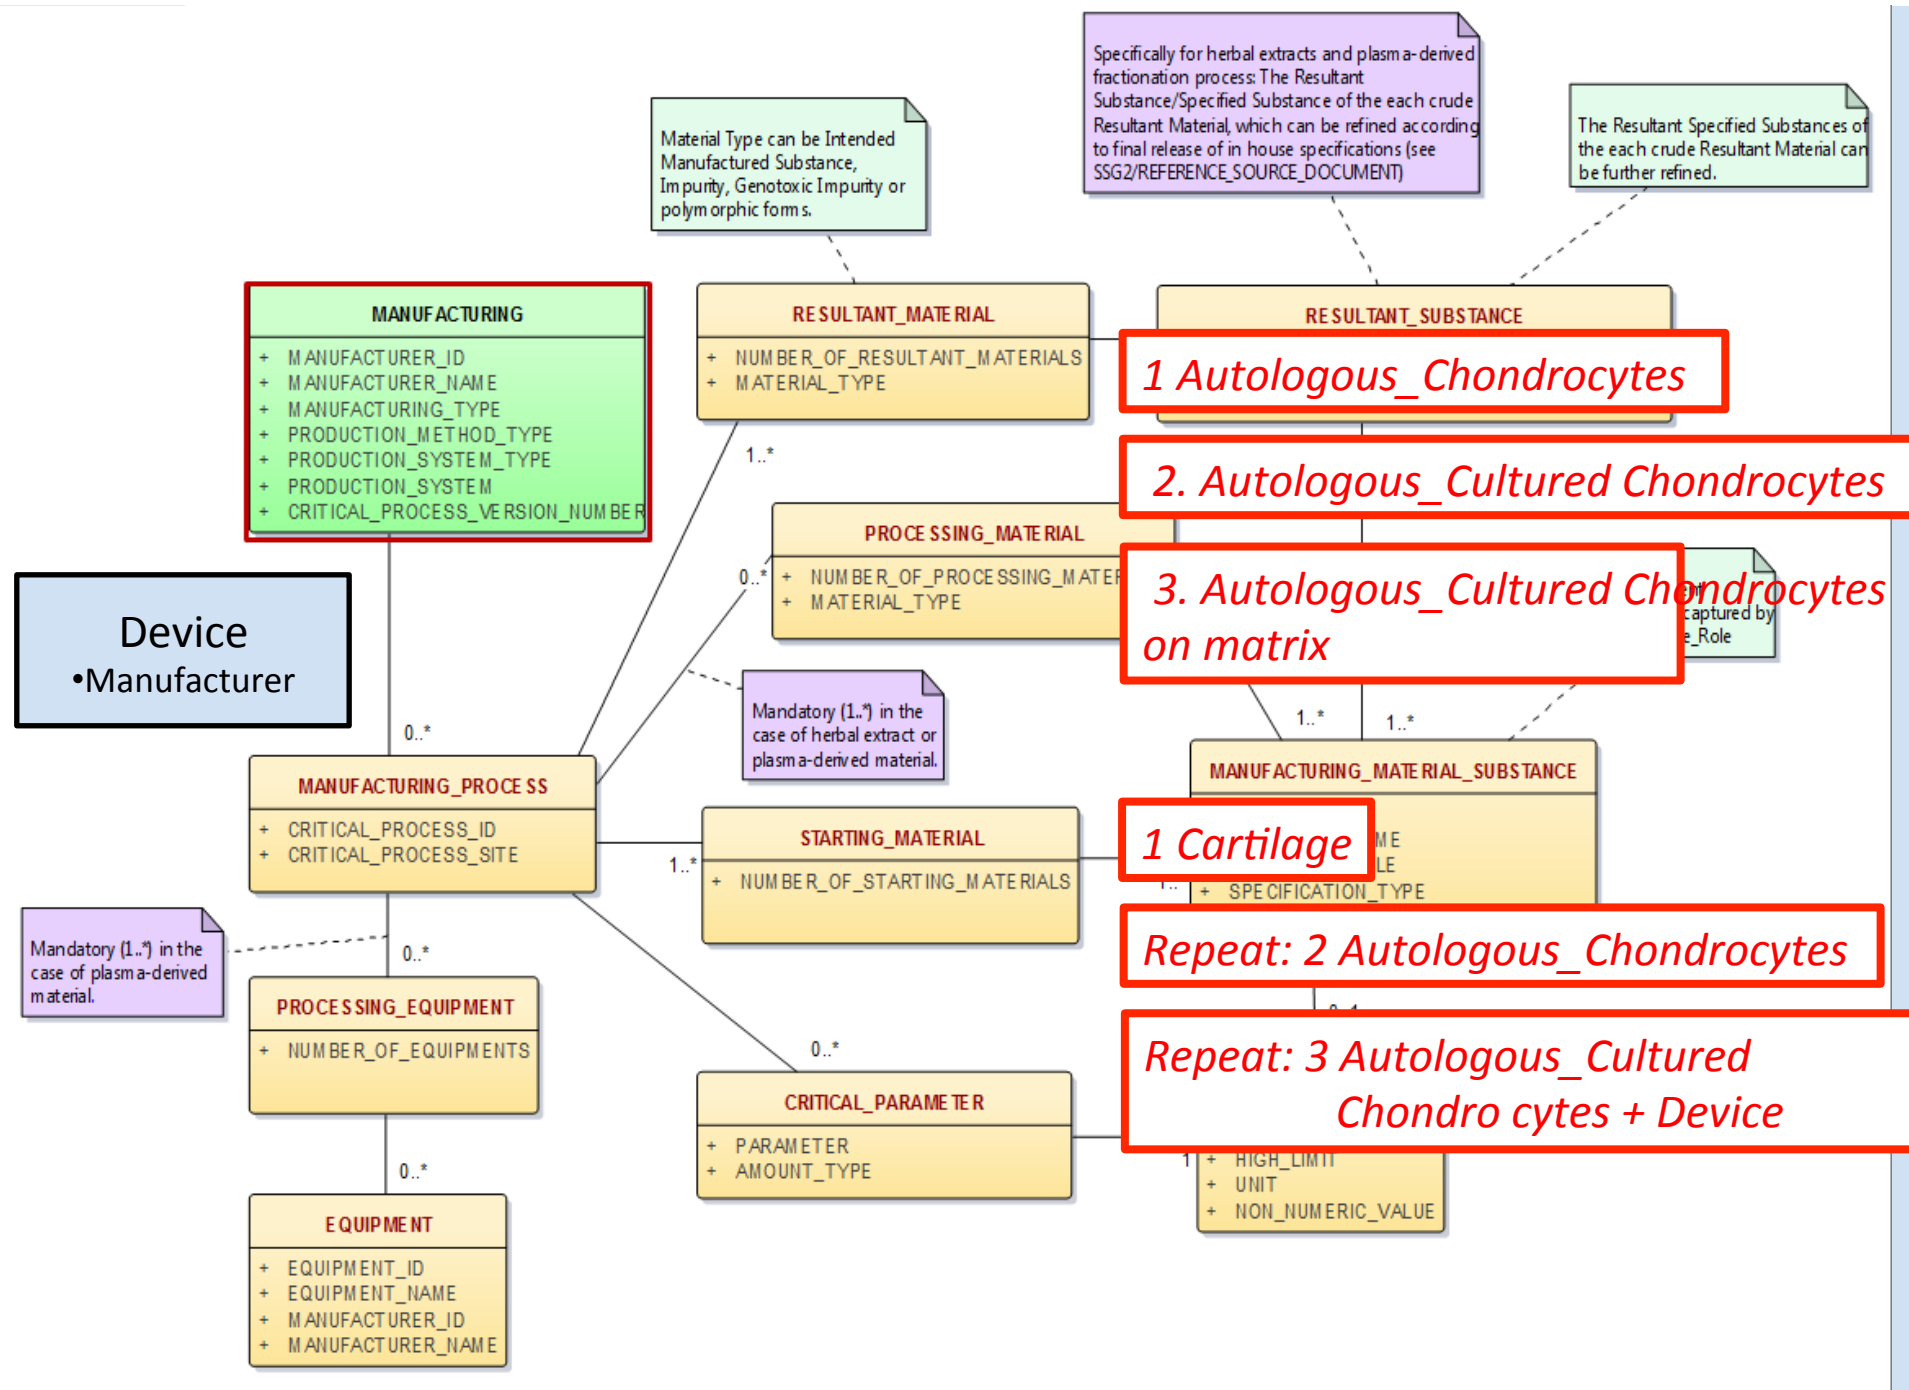 Specifically for herbal extracts and plasma-derived
fractionation process: The Resultant
Substance/Specified Substance of the each crude
Resultant Material, which can be refined according
to final release of in house specifications (see
SSG2/REFERENCE_SOURCE_DOCUMENT)
The Resultant Specified Substances of
the each crude Resultant Material can
be further refined.
Material Type can be Intended
Manufactured Substance,
Impurity, Genotoxic Impurity or
polymorphic forms.
MANUFACTURING
+ MANUFACTURER_ID
+ MANUFACTURER_NAME
+ MANUFACTURING_TYPE
+ PRODUCTION_METHOD_TYPE
+ PRODUCTION_SYSTEM_TYPE
+ PRODUCTION_SYSTEM
+ CRITICAL_PROCESS_VERSION_NUMBER
RESULTANT_MATERIAL
+ NUMBER_OF_RESULTANT_MATERIALS
+ MATERIAL_TYPE
RESULTANT_SUBSTANCE
1 Autologous_Chondrocytes
1..*
2. Autologous_Cultured Chondrocytes
PROCESSING_MATERIAL
0..*
+ NUMBER_OF_PROCESSING_MATER
+ MATERIAL_TYPE
3. Autologous_Cultured Chondrocytes
on matrix
captured by
e_Role
Device
•Manufacturer
Mandatory (1..*) in the
case of herbal extract or
plasma-derived material.
0..*
1..*
1..*
MANUFACTURING_PROCESS
+ CRITICAL_PROCESS_ID
+ CRITICAL_PROCESS_SITE
STARTING_MATERIAL
1..*
+ NUMBER_OF_STARTING_MATERIALS
MANUFACTURING_MATERIAL_SUBSTANCE
1 Cartilage
ME
LE
1..
+ SPECIFICATION_TYPE
Repeat: 2 Autologous_Chondrocytes
Mandatory (1..*) in the
case of plasma-derived
material.
0..*
PROCESSING_EQUIPMENT
+ NUMBER_OF_EQUIPMENTS
0..1
Repeat: 3 Autologous_Cultured
Chondro cytes + Device
0..*
CRITICAL_PARAMETER
+ PARAMETER
+ AMOUNT_TYPE
1
+ HIGH_LIMIT
+ UNIT
+ NON_NUMERIC_VALUE
0..*
EQUIPMENT
+ EQUIPMENT_ID
+ EQUIPMENT_NAME
+ MANUFACTURER_ID
+ MANUFACTURER_NAME